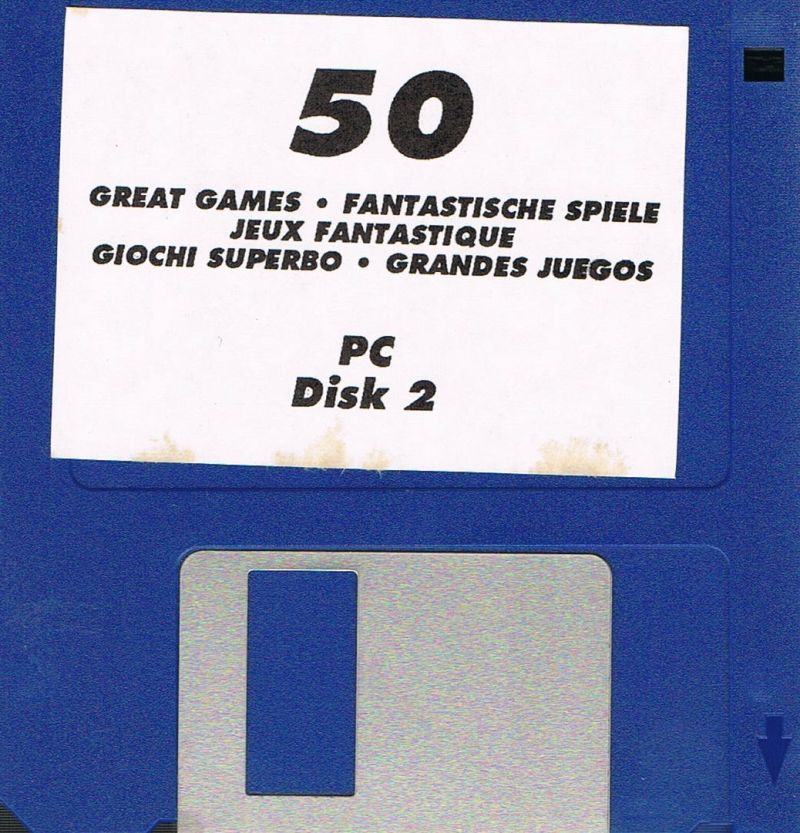 50
GREAT GAMES • FANTASTISCHE SPIELE
JEUX FANTASTIQUE
GIOCHI SUPERBO • GRANDES JUEGOS
PC
Disk 2